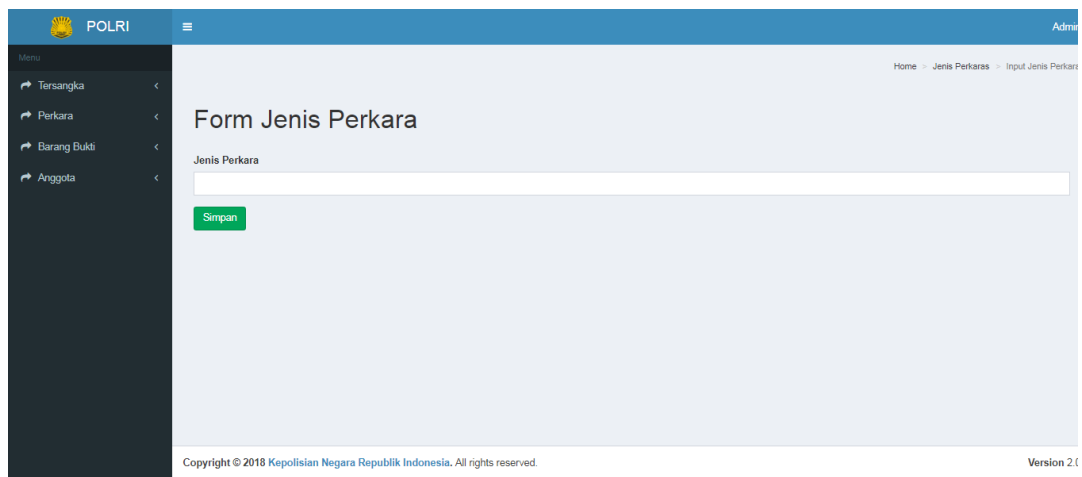 POLRI
Admin
Menu
Home > Jenis Perkaras > Input Jenis Perkara
Tersangka
Perkara
Barang Bukti
Anggota
Form Jenis Perkara
Jenis Perkara
Simpan
Copyright © 2018 Kepolisian Negara Republik Indonesia. All rights reserved.
Version 2.0